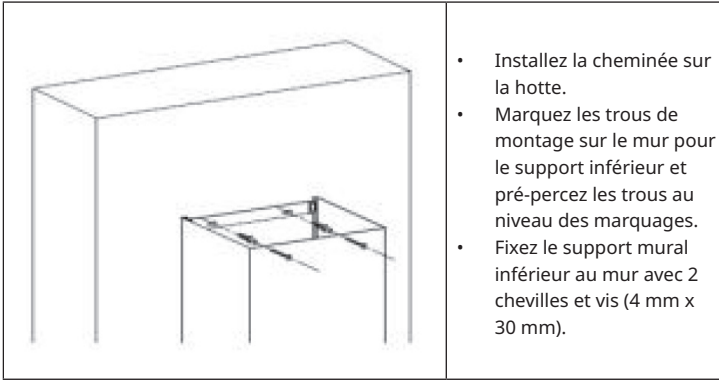 • Installez la cheminée sur
la hotte.
• Marquez les trous de
montage sur le mur pour
le support inférieur et
pré-percez les trous au
niveau des marquages.
• Fixez le support mural
inférieur au mur avec 2
chevilles et vis (4 mm x
30 mm).